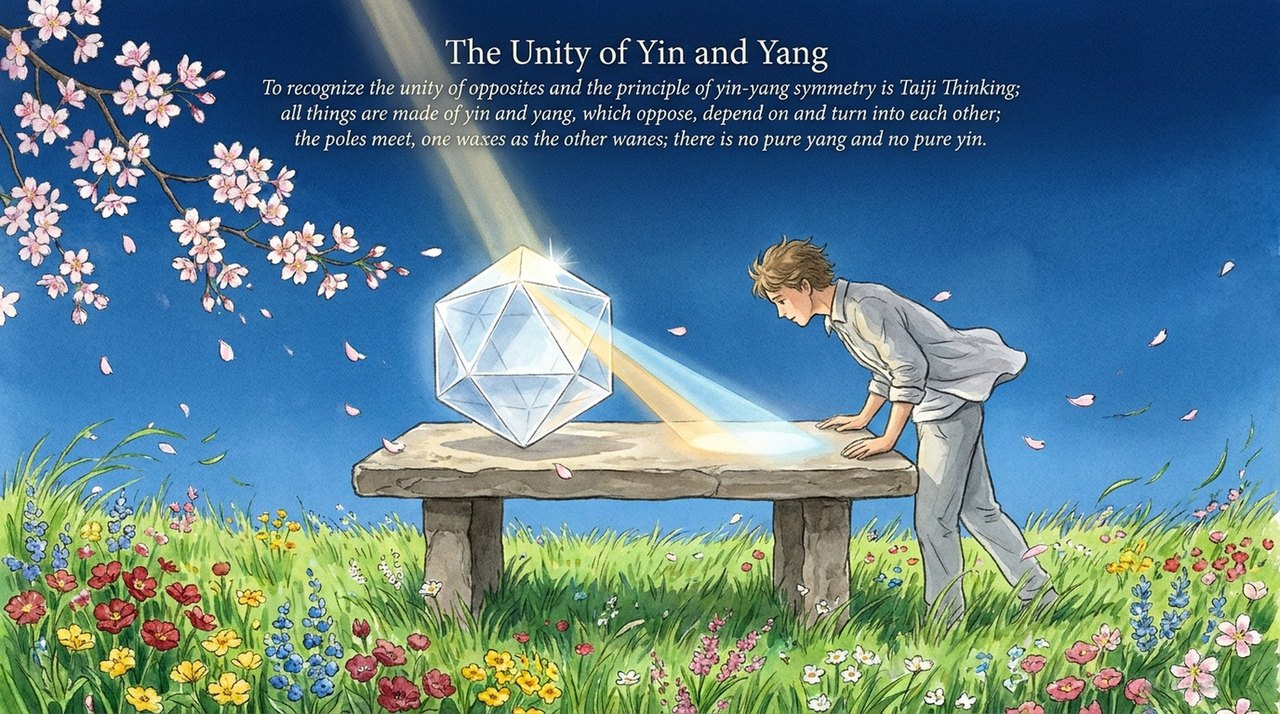 The Unity of Yin and Yang
To recognize the unity of opposites and the principle of yin-yang symmetry is Taiji Thinking;
all things are made of yin and yang, which oppose, depend on and turn into each other;
the poles meet, one waxes as the other wanes; there is no pure yang and no pure yin.